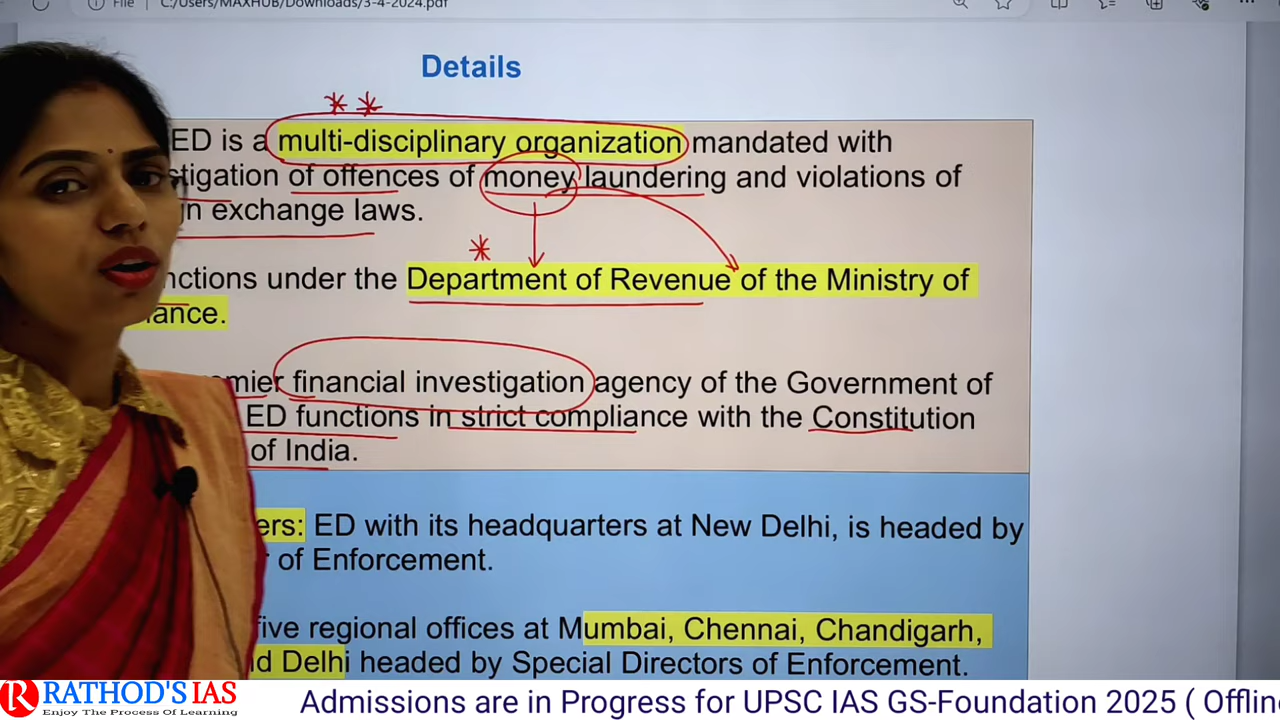 File C:/Users/MAXHUB/Downloads/3-4-2024.pdf
Details
ED is a multi-disciplinary organization mandated with
stigation of offences of money laundering and violations of
n exchange laws.
nctions under the Department of Revenue of the Ministry of
ance.
mier financial investigation agency of the Government of
ED functions in strict compliance with the Constitution
of India.
ers: ED with its headquarters at New Delhi, is headed by
of Enforcement.
five regional offices at Mumbai, Chennai, Chandigarh,
d Delhi headed by Special Directors of Enforcement.
R RATHOD'S IAS
Enjoy The Process Of Learning
Admissions are in Progress for UPSC IAS GS-Foundation 2025 ( Offlin